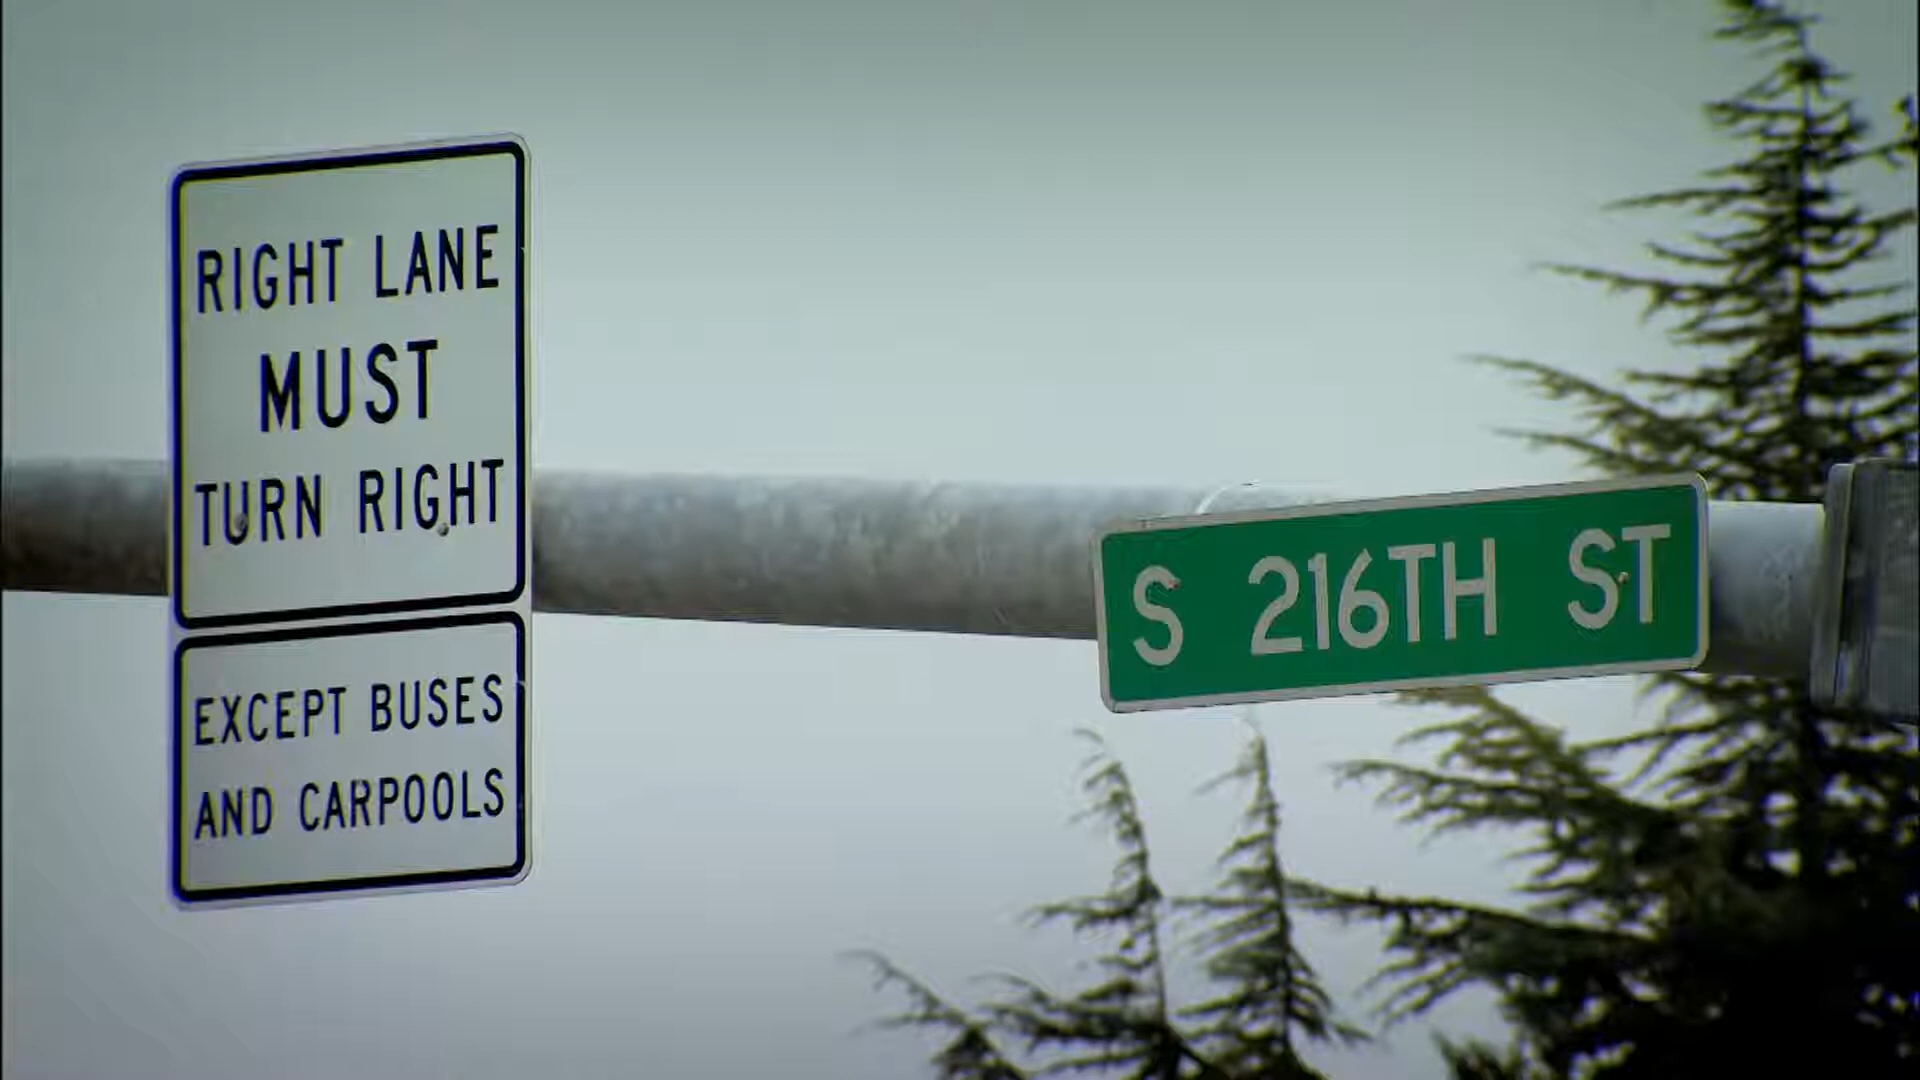 RIGHT LANE
MUST
TURN RIGHT
EXCEPT BUSES
AND CARPOOLS
S 216TH ST